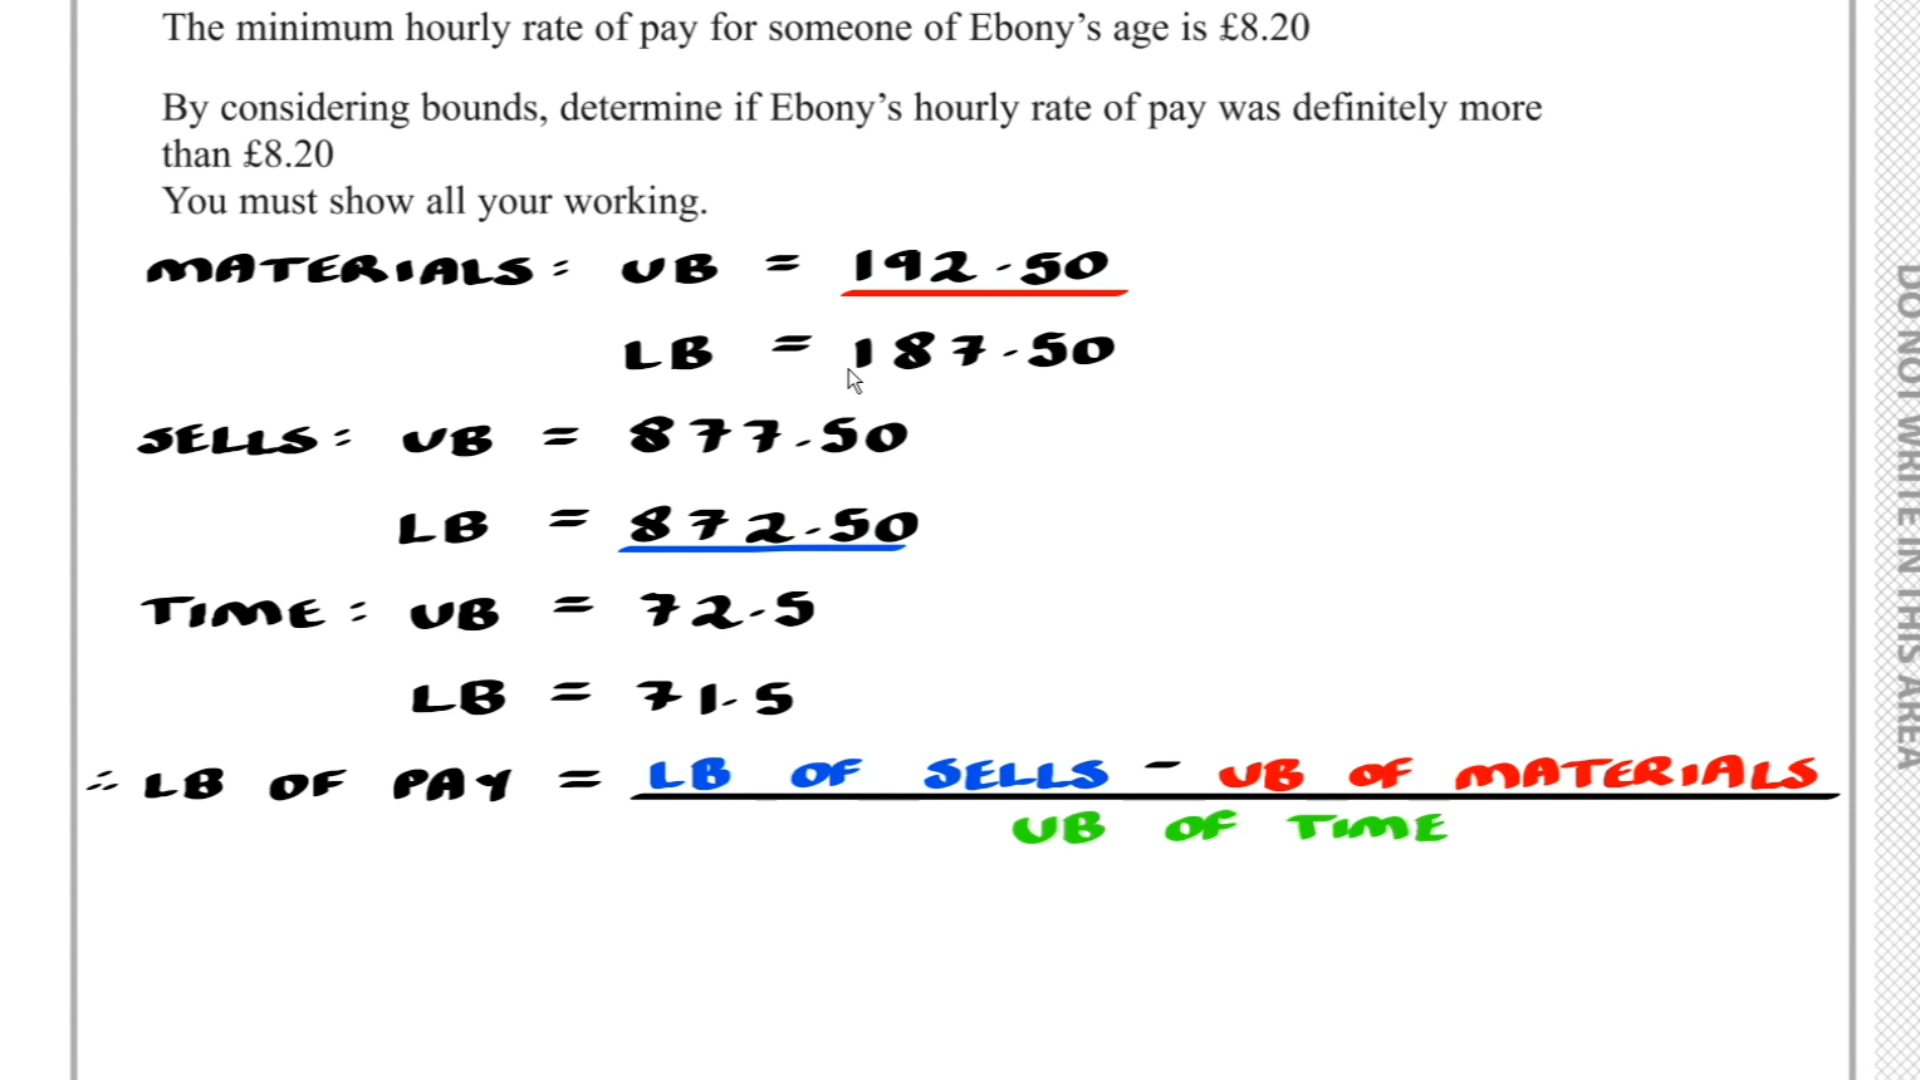 The minimum hourly rate of pay for someone of Ebony's age is £8.20
By considering bounds, determine if Ebony's hourly rate of pay was definitely more
than £8.20
You must show all your working.
MATERIALS: UB = 192.50
LB = 187.50
SELLS: UB = 877.50
LB = 872.50
TIME: UB = 72.5
LB = 71.5
∴ LB OF PAY = LB OF SELLS - UB OF MATERIALS
UB OF TIME
DO NOT WRITE IN THIS AREA